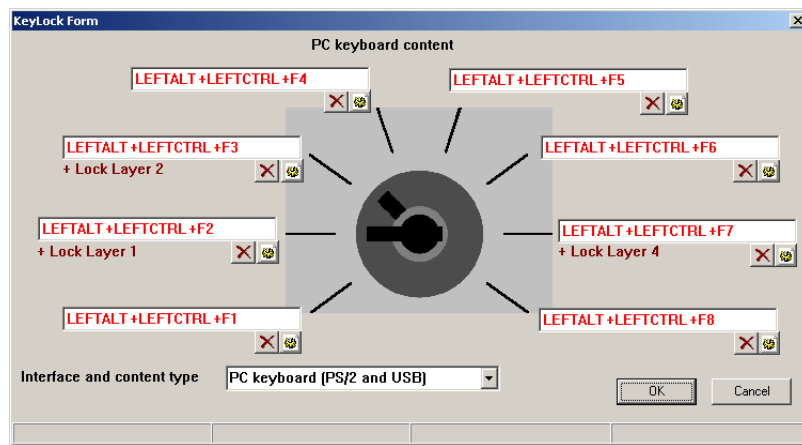 KeyLock Form
PC keyboard content
LEFTALT +LEFTCTRL +F4
LEFTALT +LEFTCTRL +F5
LEFTALT +LEFTCTRL +F3
+ Lock Layer 2
LEFTALT +LEFTCTRL +F6
LEFTALT +LEFTCTRL +F2
+ Lock Layer 1
LEFTALT +LEFTCTRL +F7
+ Lock Layer 4
LEFTALT +LEFTCTRL +F1
LEFTALT +LEFTCTRL +F8
Interface and content type
PC keyboard (PS/2 and USB)
OK
Cancel